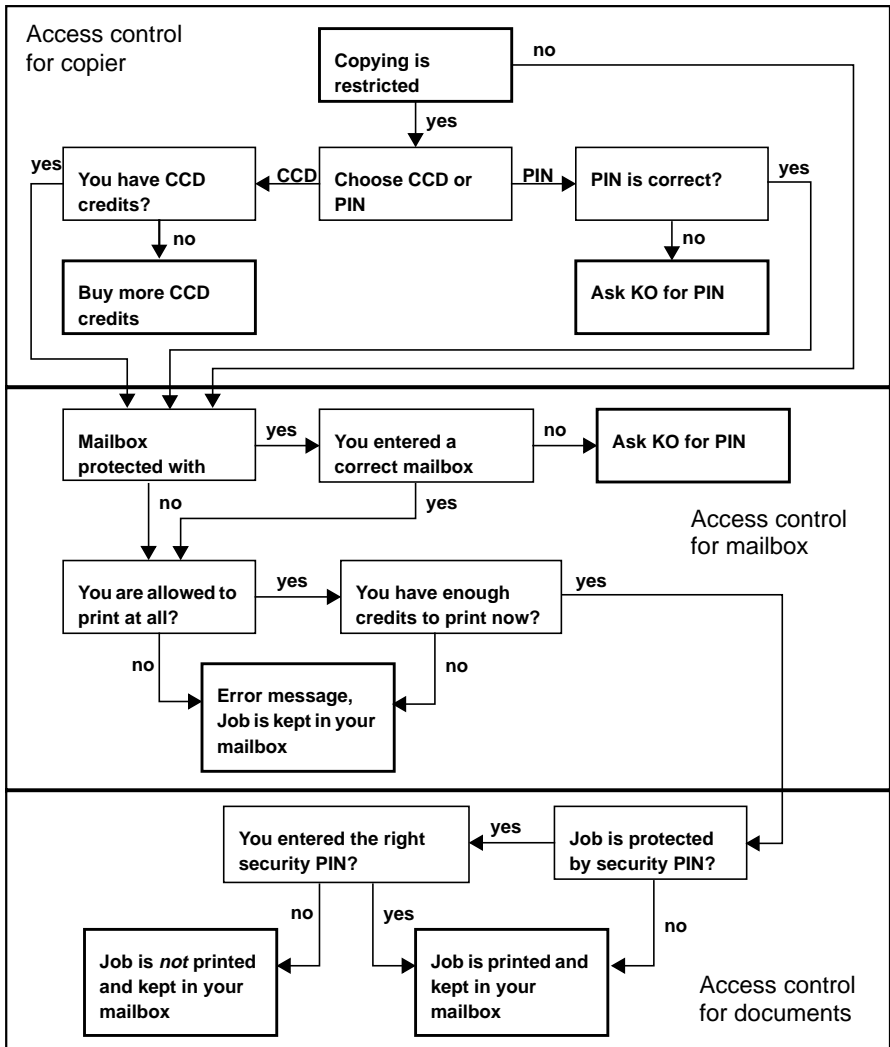 Access control
for copier
Copying is
restricted
no
yes
yes
You have CCD
credits?
CCD
Choose CCD or
PIN
PIN
PIN is correct?
yes
no
no
Buy more CCD
credits
Ask KO for PIN
Mailbox
protected with
yes
You entered a
correct mailbox
no
Ask KO for PIN
no
yes
Access control
for mailbox
You are allowed to
print at all?
yes
You have enough
credits to print now?
yes
no
no
Error message,
Job is kept in your
mailbox
You entered the right
security PIN?
yes
Job is protected
by security PIN?
no
yes
no
Job is not printed
and kept in your
mailbox
Job is printed and
kept in your
mailbox
Access control
for documents